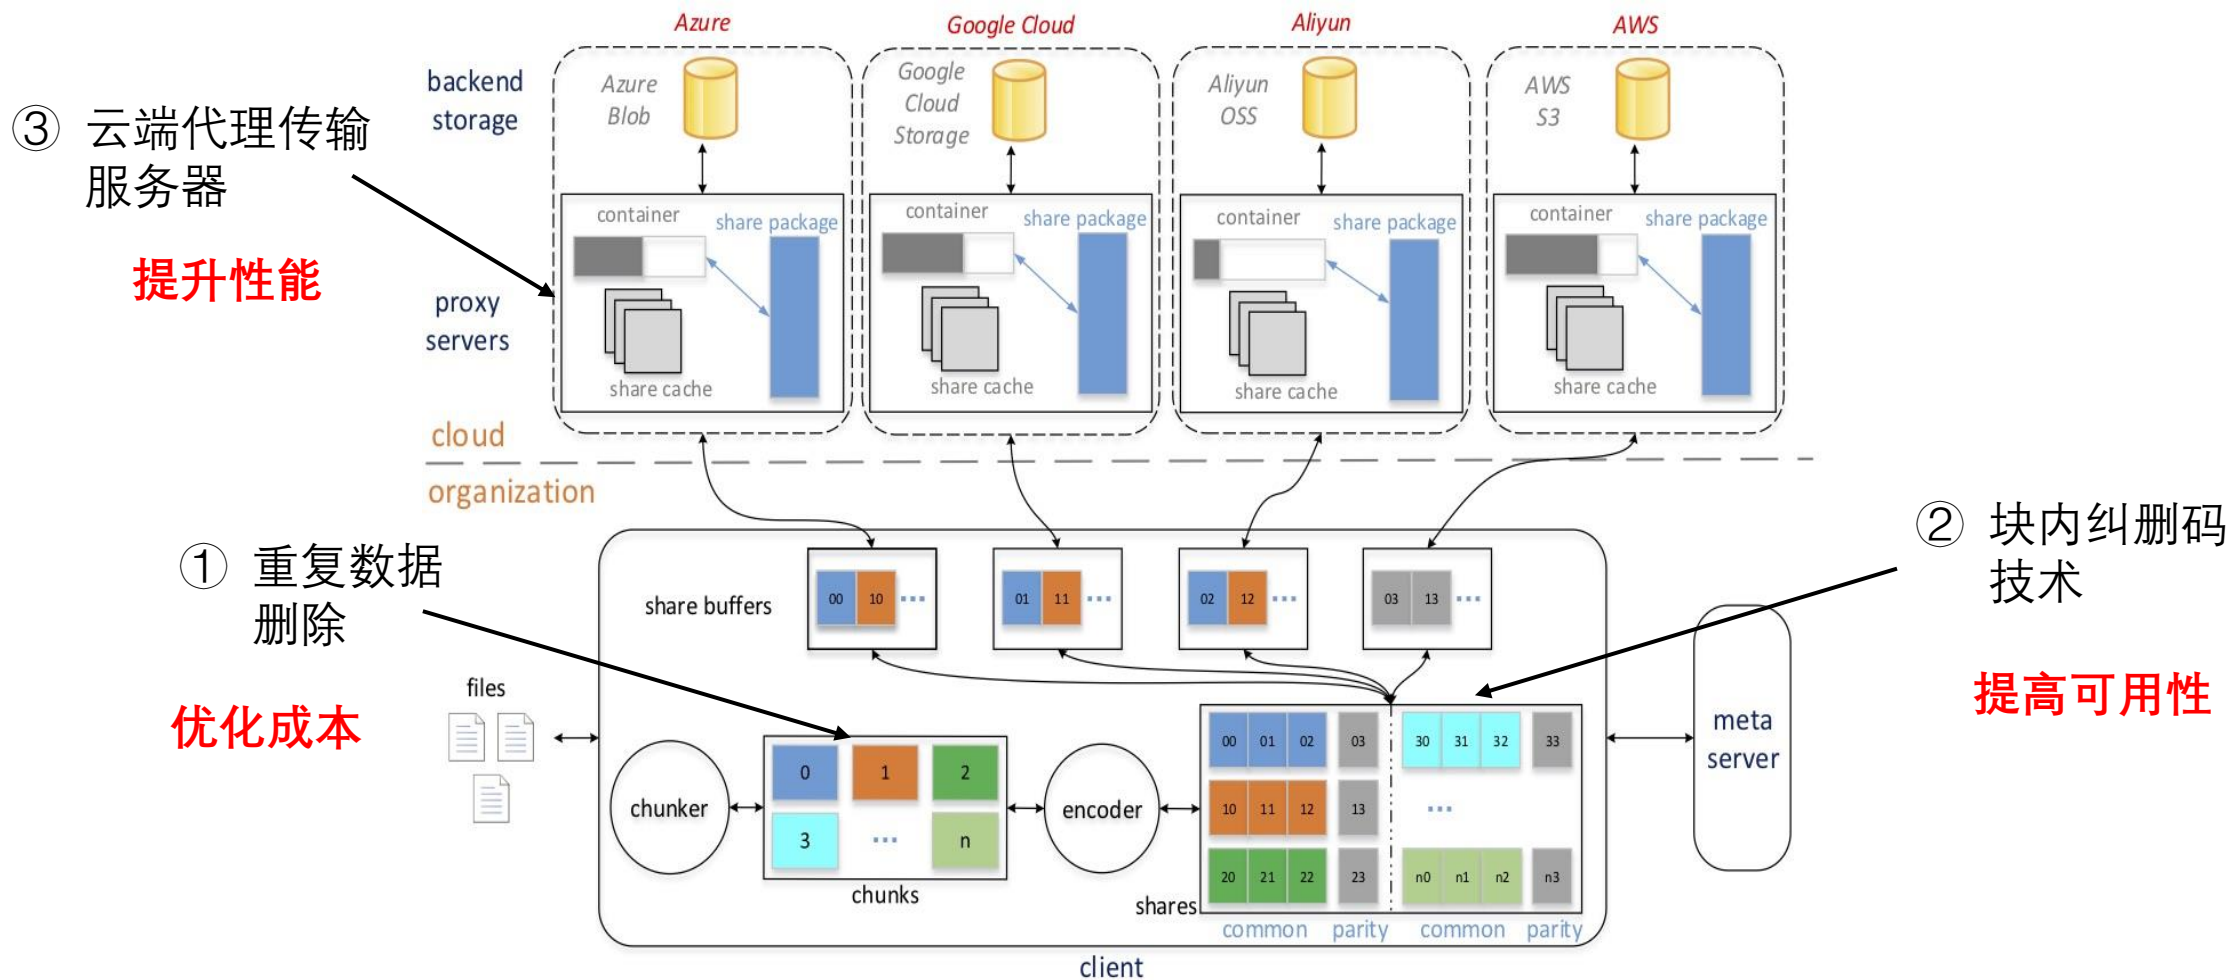 Azure
Google Cloud
Aliyun
AWS
backend
storage
Azure
Blob
Google
Cloud
Storage
Aliyun
OSS
AWS
S3
③ 云端代理传输
服务器
提升性能
container
share package
container
share package
container
share package
container
share package
proxy
servers
share cache
share cache
share cache
share cache
cloud
organization
① 重复数据
删除
优化成本
② 块内纠删码
技术
提高可用性
share buffers
00 10 ...
01 11 ...
02 12 ...
03 13 ...
files
chunker
0 1 2
3 ... n
chunks
encoder
00 01 02 03 30 31 32 33
10 11 12 13 ...
20 21 22 23 n0 n1 n2 n3
shares
common parity common parity
meta
server
client